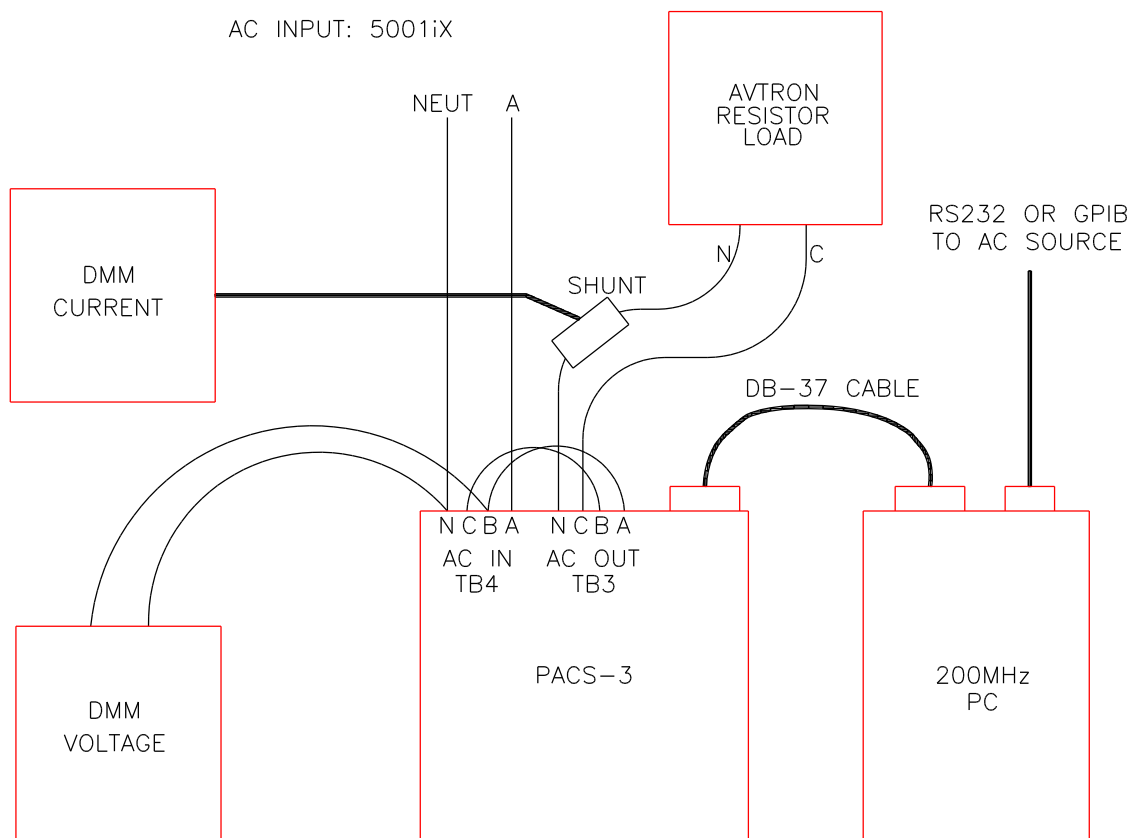 AC INPUT: 5001iX
NEUT A
AVTRON
RESISTOR
LOAD
RS232 OR GPIB
TO AC SOURCE
N C
DMM
CURRENT
SHUNT
DB-37 CABLE
N C B A N C B A
AC IN AC OUT
TB4 TB3
PACS-3
200MHz
PC
DMM
VOLTAGE